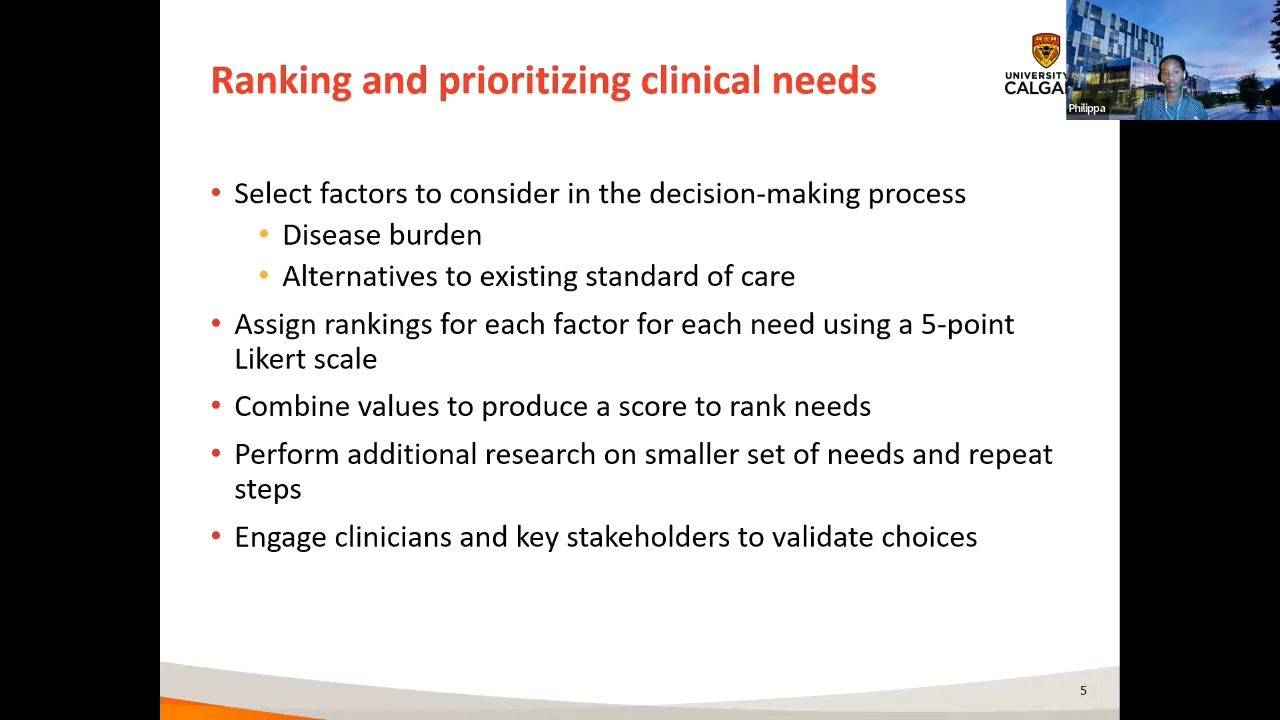 Ranking and prioritizing clinical needs
UNIVERSITY
CALGA
Philippa
• Select factors to consider in the decision-making process
• Disease burden
• Alternatives to existing standard of care
• Assign rankings for each factor for each need using a 5-point
Likert scale
• Combine values to produce a score to rank needs
• Perform additional research on smaller set of needs and repeat
steps
• Engage clinicians and key stakeholders to validate choices
5